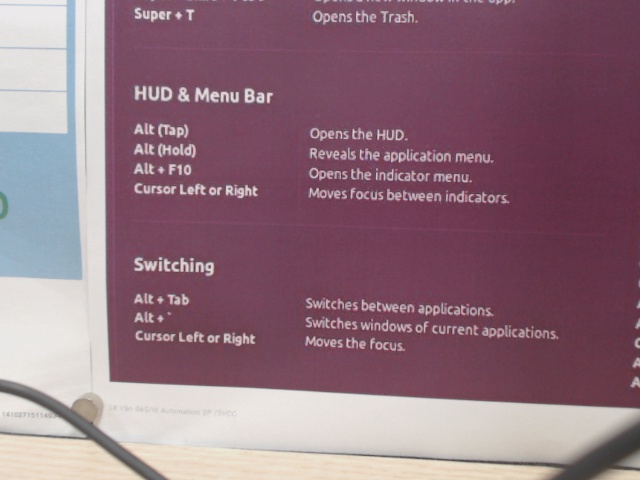 Super + T Opens the Trash.
HUD & Menu Bar
Alt (Tap) Opens the HUD.
Alt (Hold) Reveals the application menu.
Alt + F10 Opens the indicator menu.
Cursor Left or Right Moves focus between indicators.
Switching
Alt + Tab Switches between applications.
Alt + ` Switches windows of current applications.
Cursor Left or Right Moves the focus.